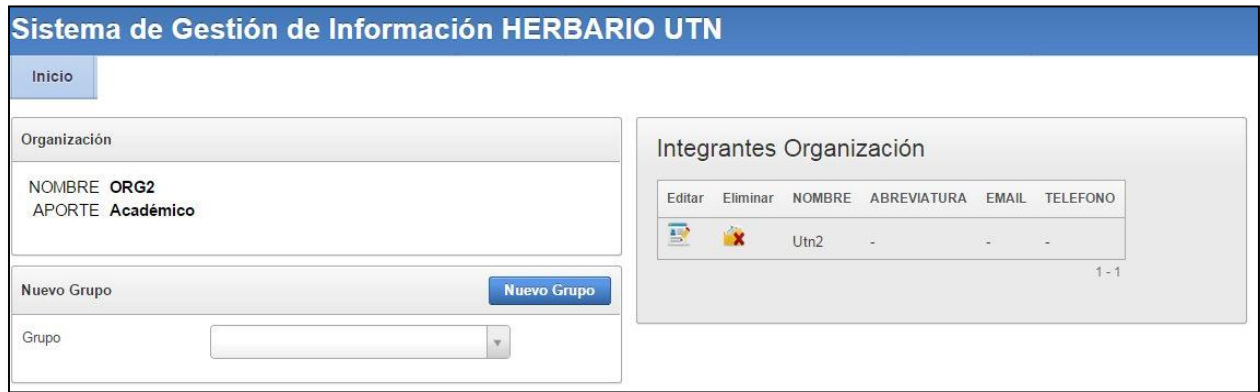 Sistema de Gestión de Información HERBARIO UTN
Inicio
Organización
NOMBRE ORG2
APORTE Académico
Nuevo Grupo Nuevo Grupo
Grupo
Integrantes Organización
Editar Eliminar NOMBRE ABREVIATURA EMAIL TELEFONO
Utn2 - - -
1 - 1